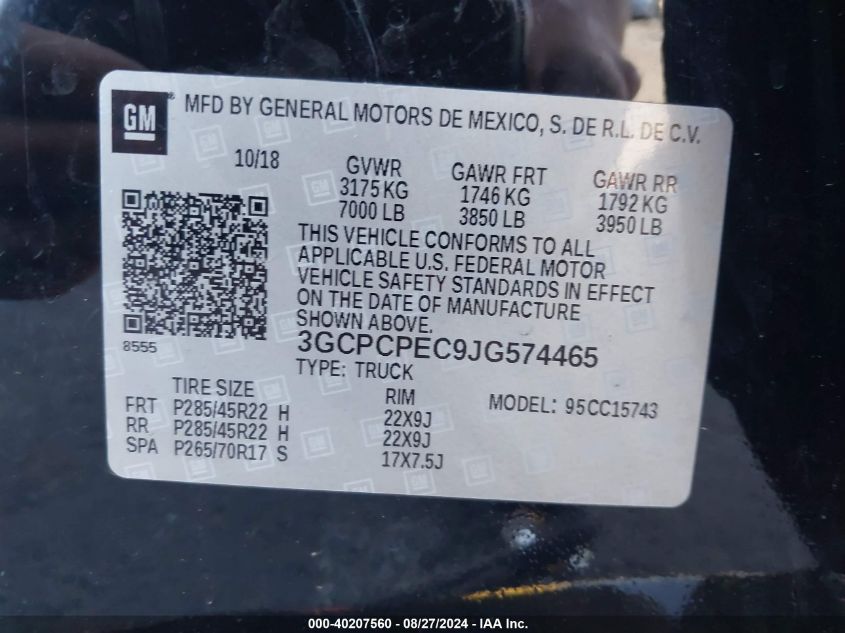 GM ® MFD BY GENERAL MOTORS DE MEXICO, S. DE R.L. DE C.V.
10/18 GVWR GAWR FRT GAWR RR
3175 KG 1746 KG 1792 KG
7000 LB 3850 LB 3950 LB
THIS VEHICLE CONFORMS TO ALL
APPLICABLE U.S. FEDERAL MOTOR
VEHICLE SAFETY STANDARDS IN EFFECT
ON THE DATE OF MANUFACTURE
SHOWN ABOVE.
8555
3GCPCPEC9JG574465
TYPE: TRUCK
TIRE SIZE RIM MODEL: 95CC15743
FRT P285/45R22 H 22X9J
RR P285/45R22 H 22X9J
SPA P265/70R17 S 17X7.5J
000-40207560 - 08/27/2024 - IAA Inc.